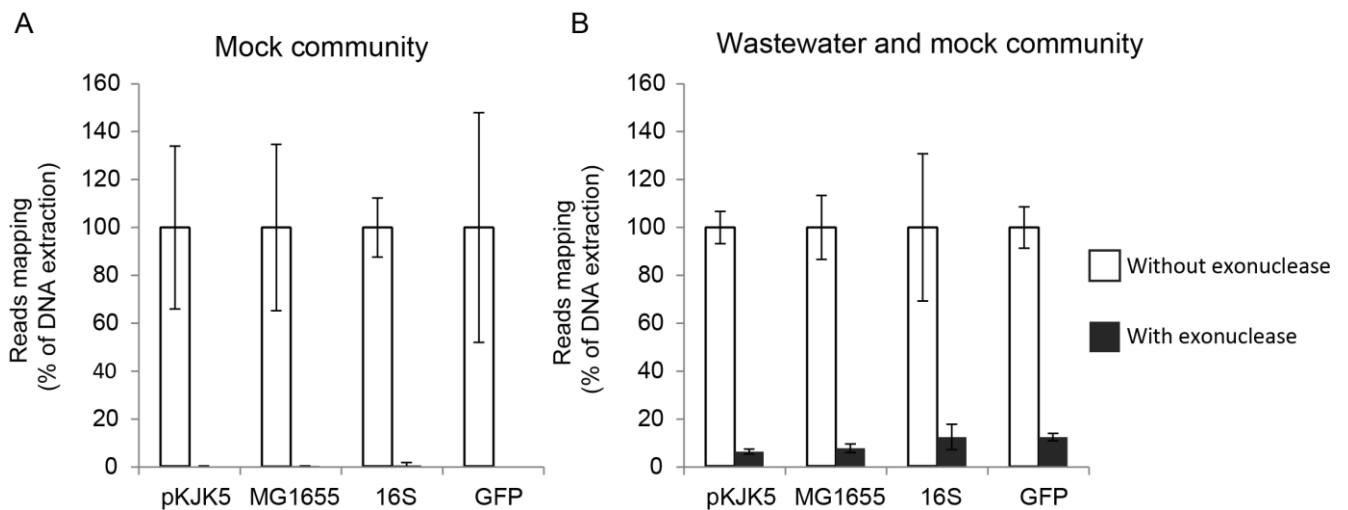 A
Mock community
Reads mapping
(% of DNA extraction)
160
140
120
100
80
60
40
20
0
pKJK5 MG1655 16S GFP
B
Wastewater and mock community
Reads mapping
(% of DNA extraction)
160
140
120
100
80
60
40
20
0
pKJK5 MG1655 16S GFP
Without exonuclease
With exonuclease